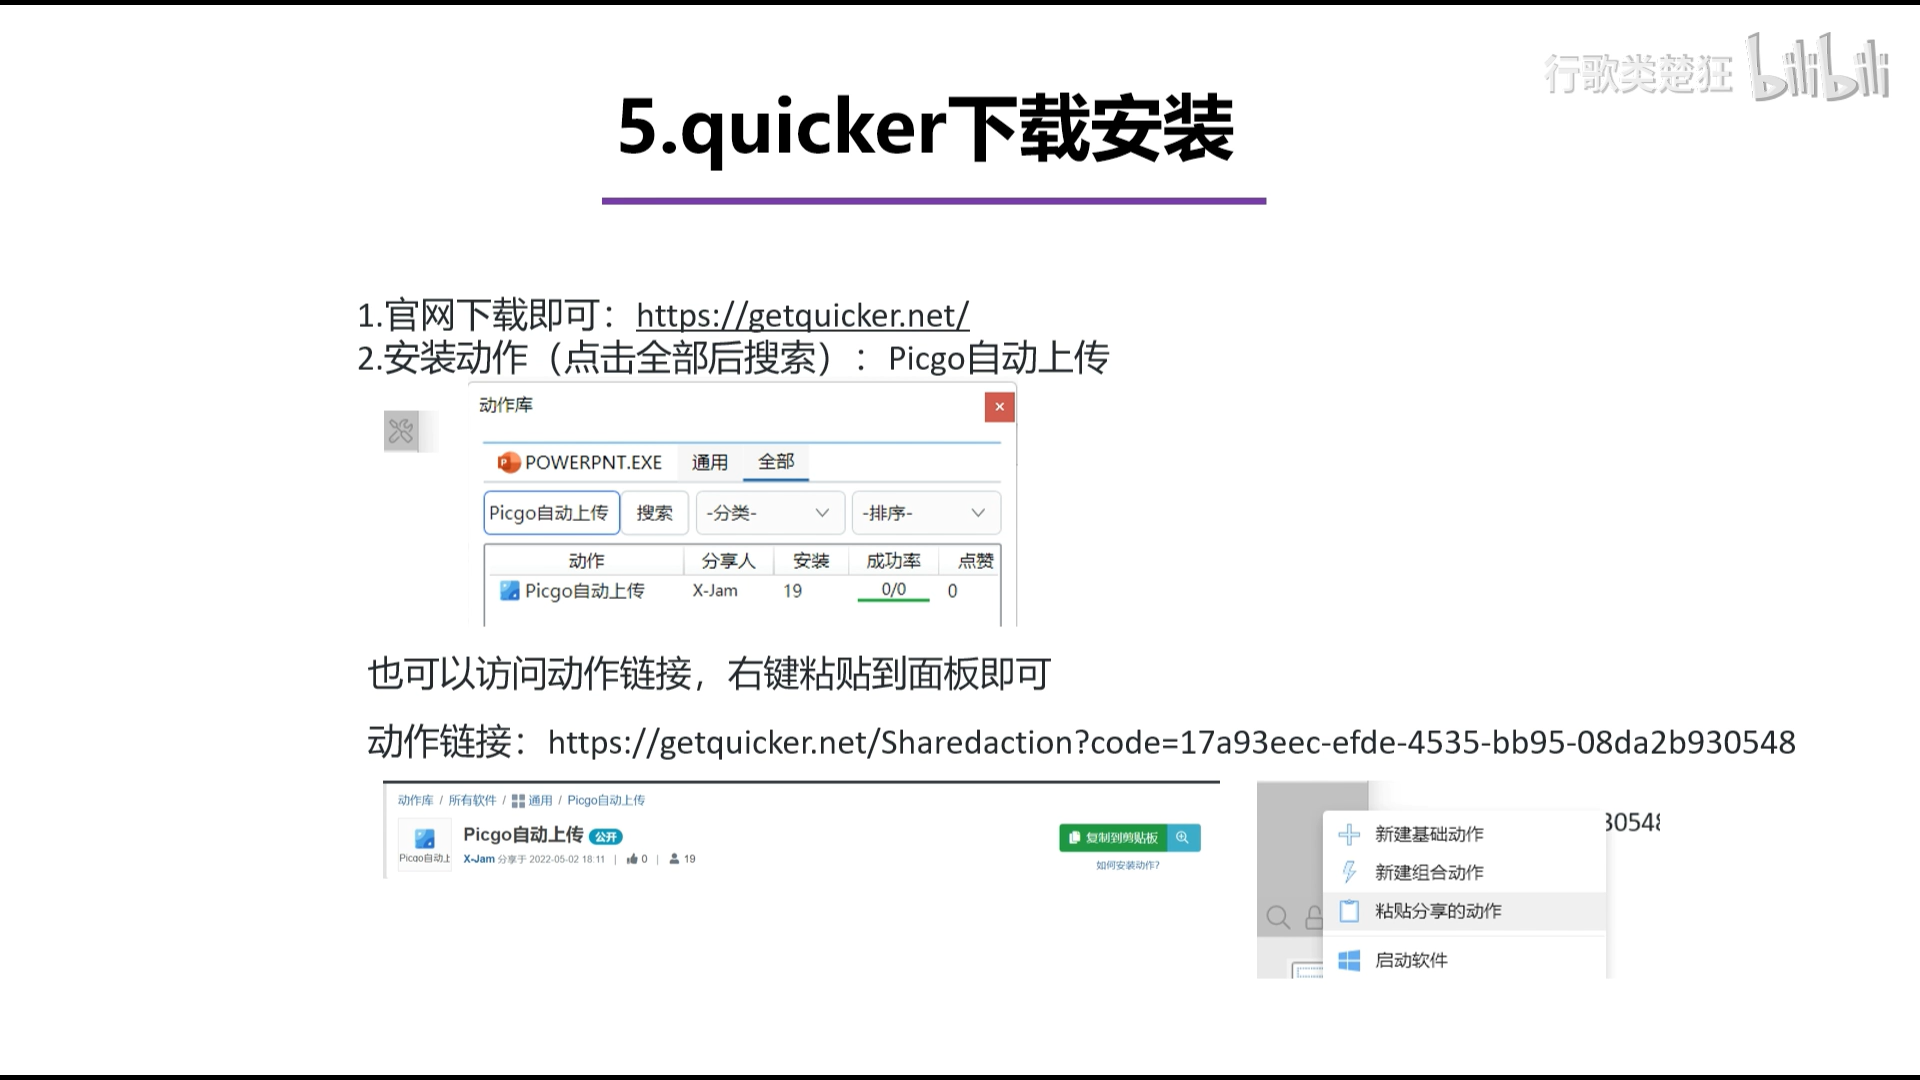 行歌类楚狂 bilibili
5.quicker下载安装
1.官网下载即可：https://getquicker.net/
2.安装动作（点击全部后搜索）：Picgo自动上传
动作库
POWERPNT.EXE 通用 全部
Picgo自动上传 搜索 -分类- -排序-
动作 分享人 安装 成功率 点赞
Picgo自动上传 X-Jam 19 0/0 0
也可以访问动作链接，右键粘贴到面板即可
动作链接：https://getquicker.net/Sharedaction?code=17a93eec-efde-4535-bb95-08da2b930548
动作库 / 所有软件 / 通用 / Picgo自动上传
Picgo自动上传 公开
Picgo自动上
X-Jam 分享于 2022-05-02 18:11 | 0 | 19
复制到剪贴板
如何安装动作?
30548
新建基础动作
新建组合动作
粘贴分享的动作
启动软件